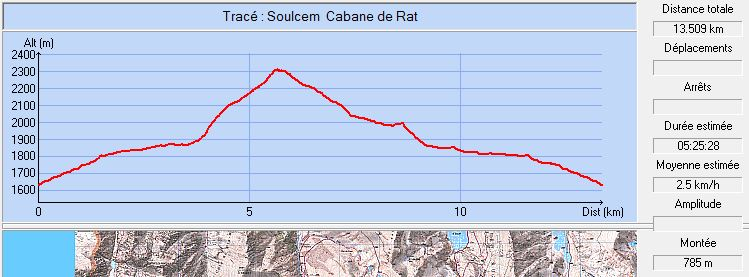 Tracé : Soulcem Cabane de Rat
Alt (m)
2400
2300
2200
2100
2000
1900
1800
1700
1600
0
5
10
Dist (km)
Distance totale
13.509 km
Déplacements
Arrêts
Durée estimée
05:25:28
Moyenne estimée
2.5 km/h
Amplitude
Montée
785 m